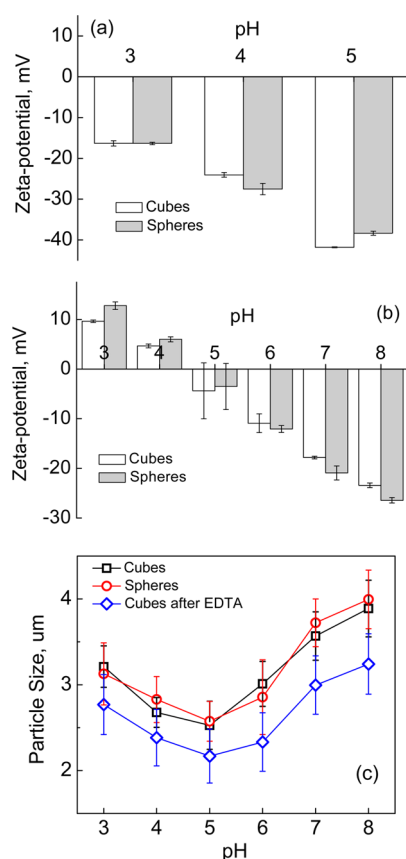 (a)
pH
3 4 5
10
0
-10
-20
-30
-40
Zeta-potential, mV
Cubes
Spheres
(b)
pH
3 4 5 6 7 8
10
0
-10
-20
-30
Zeta-potential, mV
Cubes
Spheres
Cubes
Spheres
Cubes after EDTA
4
3
2
Particle Size, um
(c)
3 4 5 6 7 8
pH